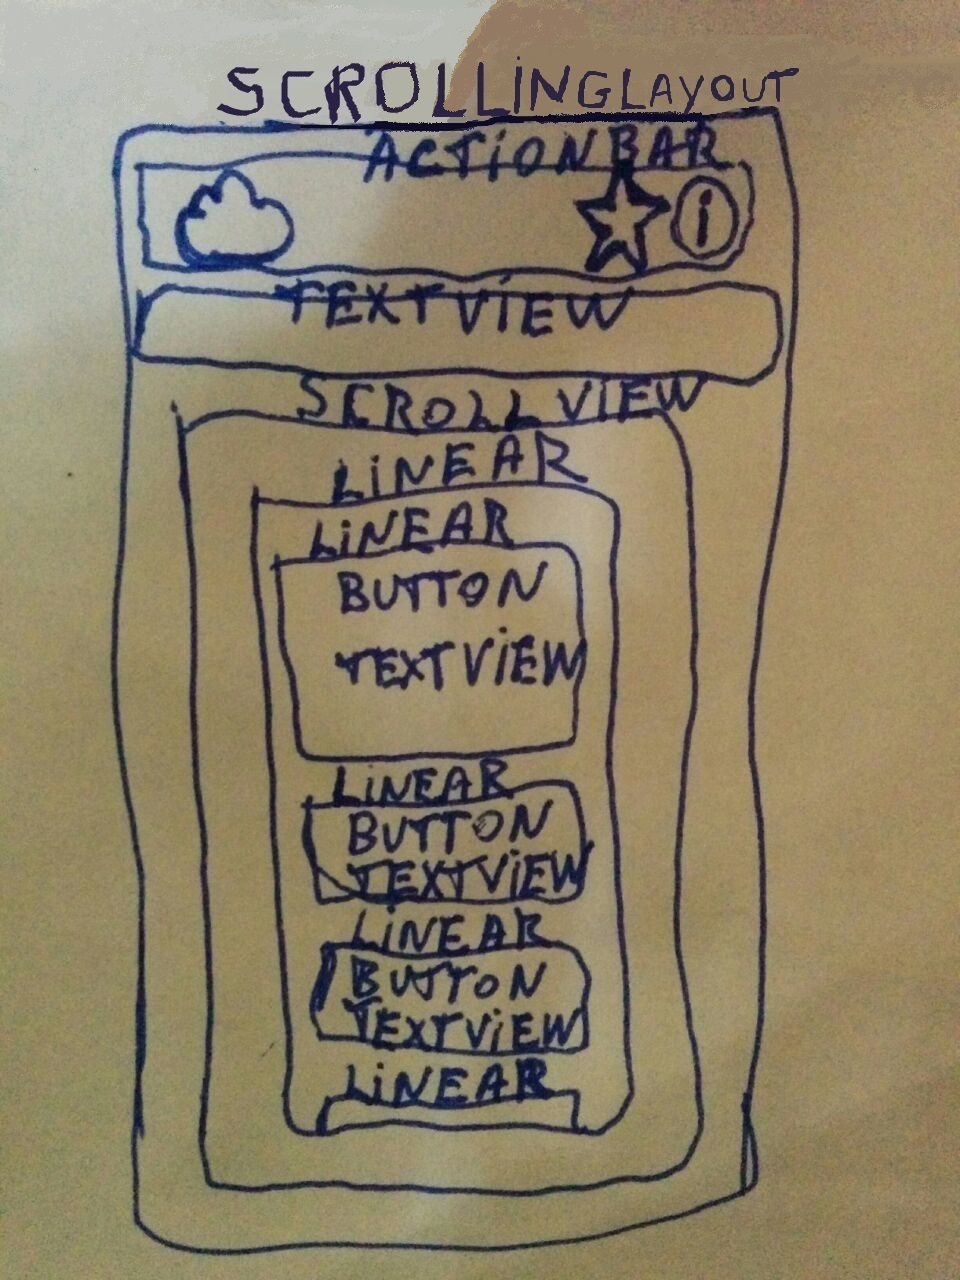 SCROLLiNGLAYOUT
ACTiONBAR
i
TEXTViEW
SCROLLVIEW
LiNEAR
LiNEAR
BUTTON
TEXTViEW
LiNEAR
BUTTON
TEXTViEW
LiNEAR
BUTTON
TEXTViEW
LiNEAR